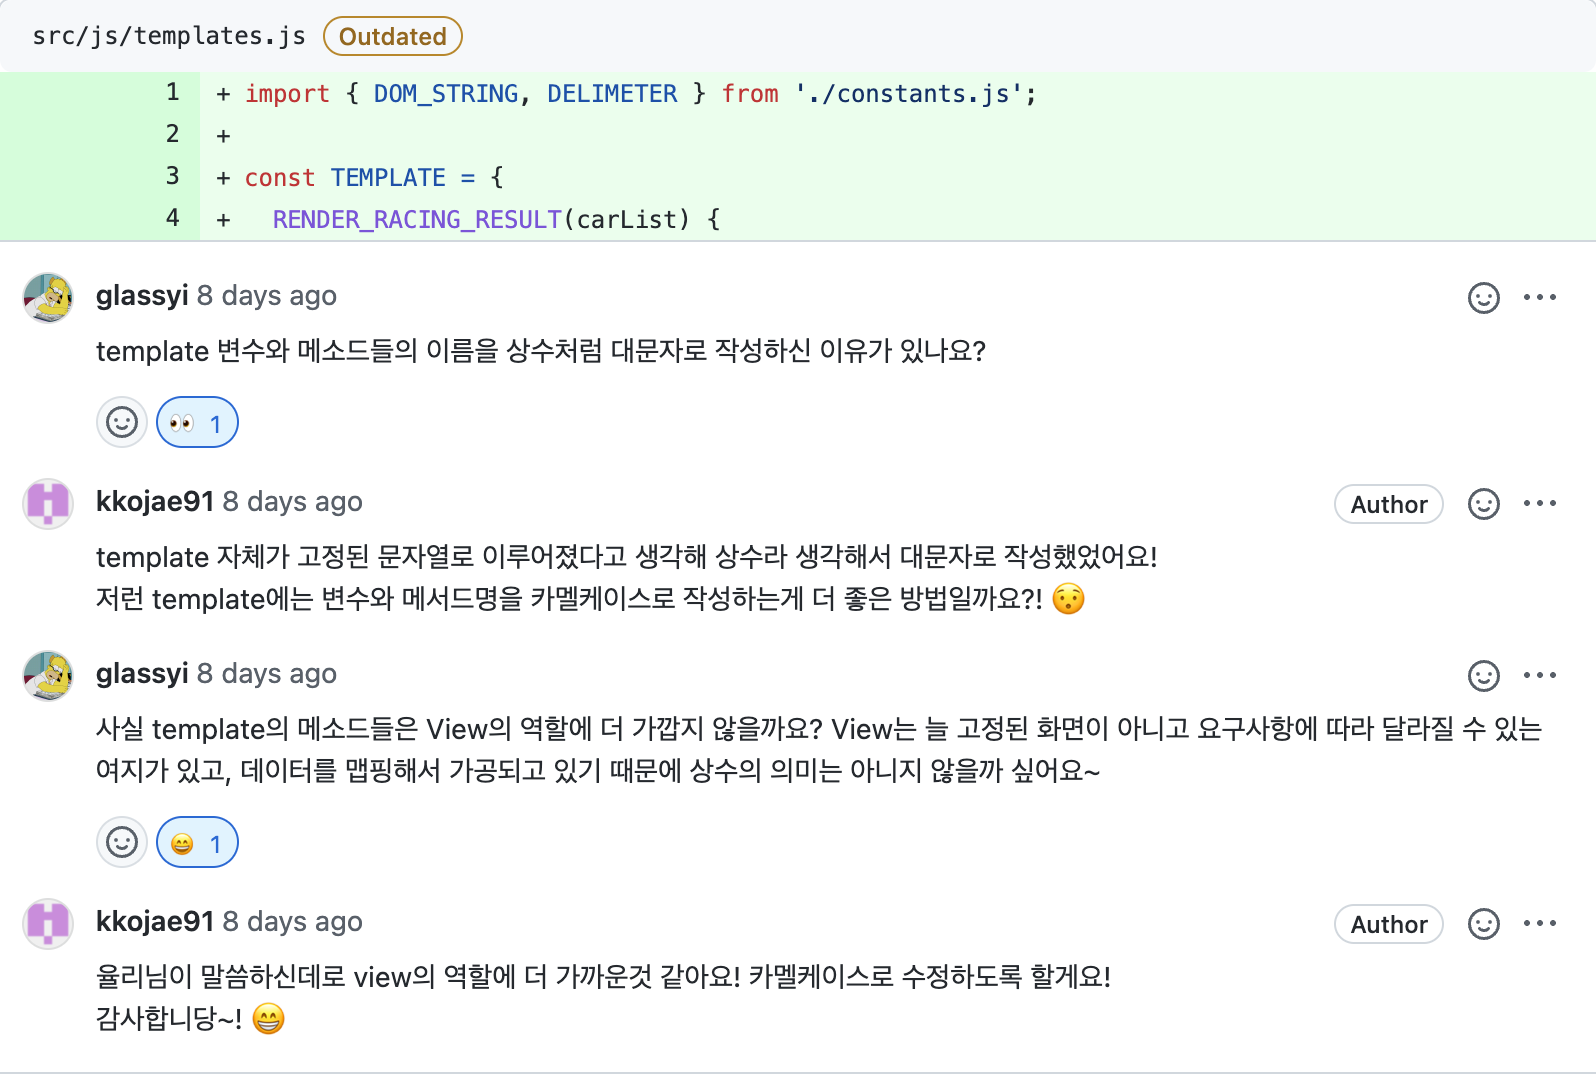 src/js/templates.js Outdated
1 + import { DOM_STRING, DELIMETER } from './constants.js';
2 +
3 + const TEMPLATE = {
4 + RENDER_RACING_RESULT(carList) {
glassyi 8 days ago
template 변수와 메소드들의 이름을 상수처럼 대문자로 작성하신 이유가 있나요?
👀 1
kkojae91 8 days ago Author
template 자체가 고정된 문자열로 이루어졌다고 생각해 상수라 생각해서 대문자로 작성했었어요!
저런 template에는 변수와 메서드명을 카멜케이스로 작성하는게 더 좋은 방법일까요?! 😯
glassyi 8 days ago
사실 template의 메소드들은 View의 역할에 더 가깝지 않을까요? View는 늘 고정된 화면이 아니고 요구사항에 따라 달라질 수 있는
여지가 있고, 데이터를 맵핑해서 가공되고 있기 때문에 상수의 의미는 아니지 않을까 싶어요~
😄 1
kkojae91 8 days ago Author
율리님이 말씀하신데로 view의 역할에 더 가까운것 같아요! 카멜케이스로 수정하도록 할게요!
감사합니당~! 😁